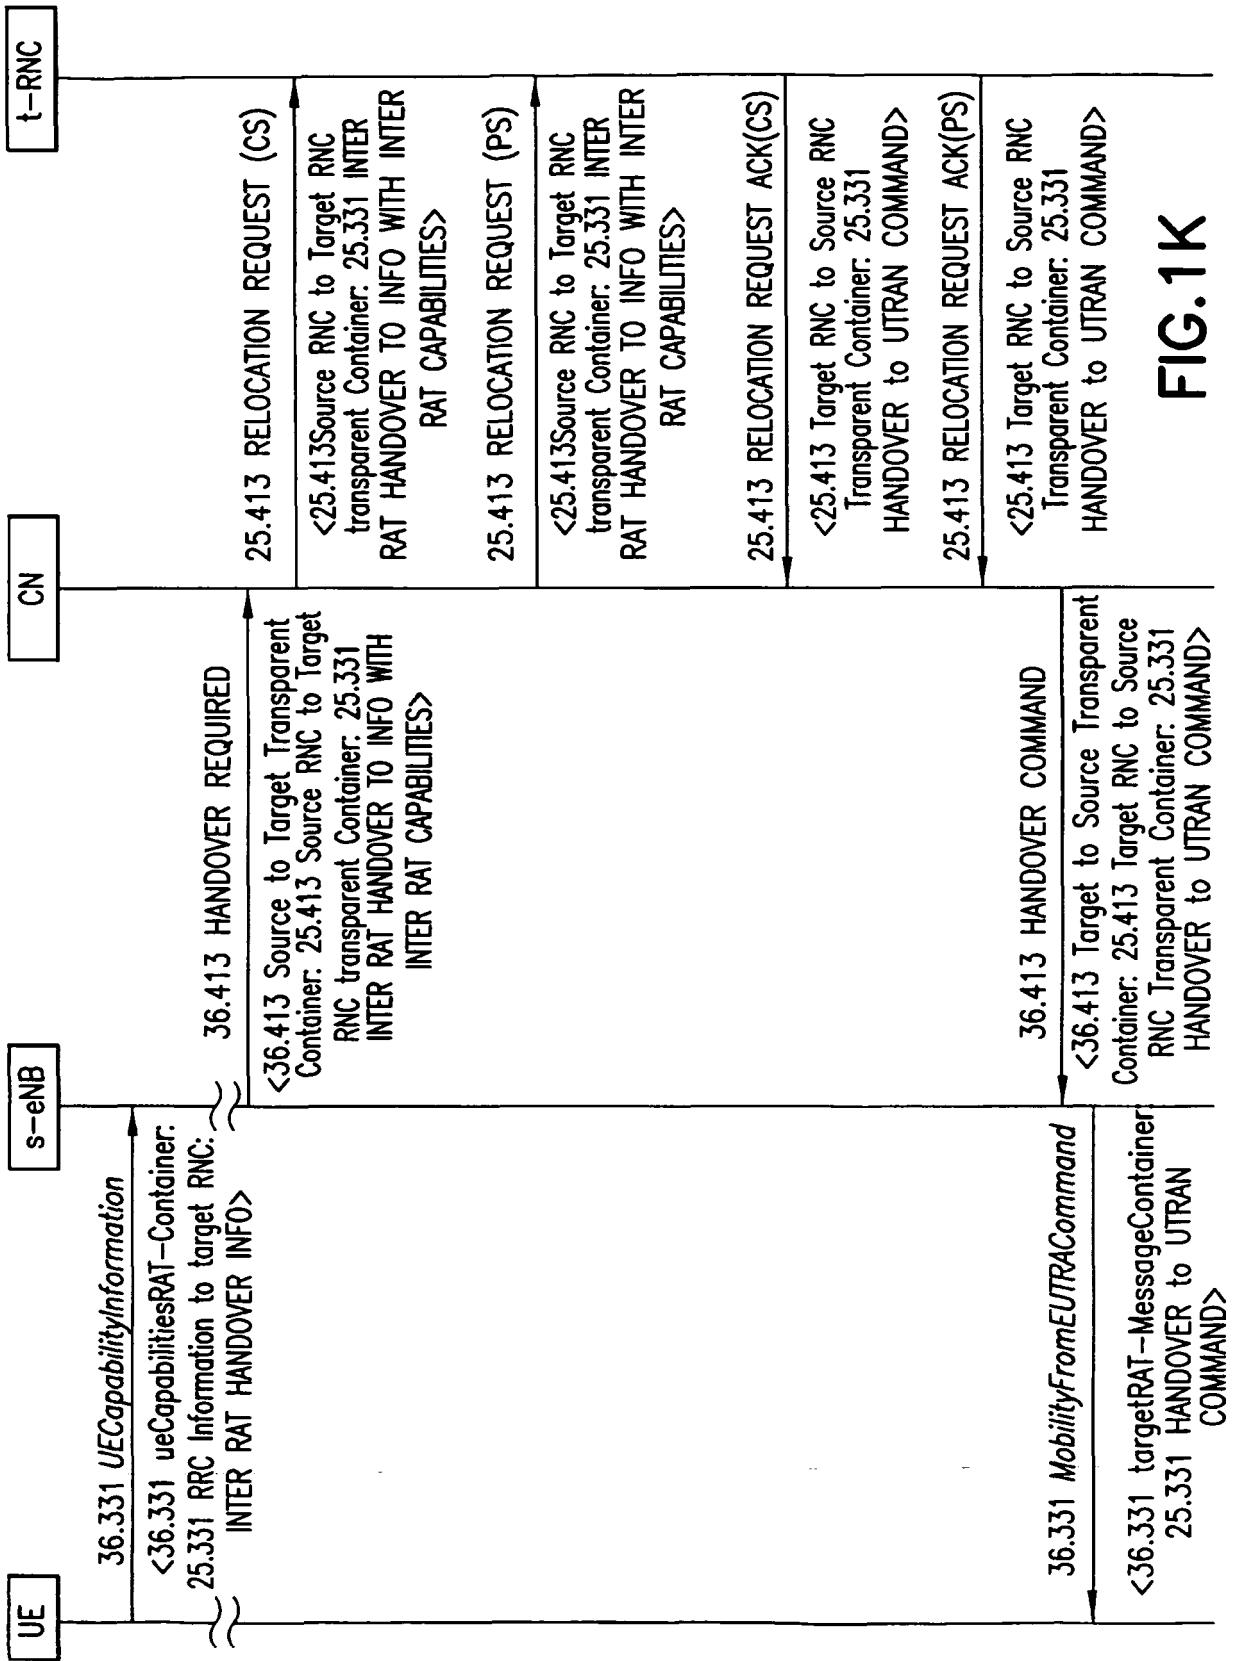 UE
s-eNB
CN
t-RNC
36.331 UECapabilityInformation
<36.331 ueCapabilitiesRAT-Container:
25.331 RRC Information to target RNC:
INTER RAT HANDOVER INFO>
36.413 HANDOVER REQUIRED
<36.413 Source to Target Transparent
Container: 25.413 Source RNC to Target
RNC transparent Container: 25.331
INTER RAT HANDOVER TO INFO WITH
INTER RAT CAPABILITIES>
25.413 RELOCATION REQUEST (CS)
<25.413Source RNC to Target RNC
transparent Container: 25.331 INTER
RAT HANDOVER TO INFO WITH INTER
RAT CAPABILITIES>
25.413 RELOCATION REQUEST (PS)
<25.413Source RNC to Target RNC
transparent Container: 25.331 INTER
RAT HANDOVER TO INFO WITH INTER
RAT CAPABILITIES>
25.413 RELOCATION REQUEST ACK(CS)
<25.413 Target RNC to Source RNC
Transparent Container: 25.331
HANDOVER to UTRAN COMMAND>
25.413 RELOCATION REQUEST ACK(PS)
<25.413 Target RNC to Source RNC
Transparent Container: 25.331
HANDOVER to UTRAN COMMAND>
36.413 HANDOVER COMMAND
<36.413 Target to Source Transparent
Container: 25.413 Target RNC to Source
RNC Transparent Container: 25.331
HANDOVER to UTRAN COMMAND>
36.331 MobilityFromEUTRACommand
<36.331 targetRAT-MessageContainer:
25.331 HANDOVER to UTRAN
COMMAND>
FIG.1K